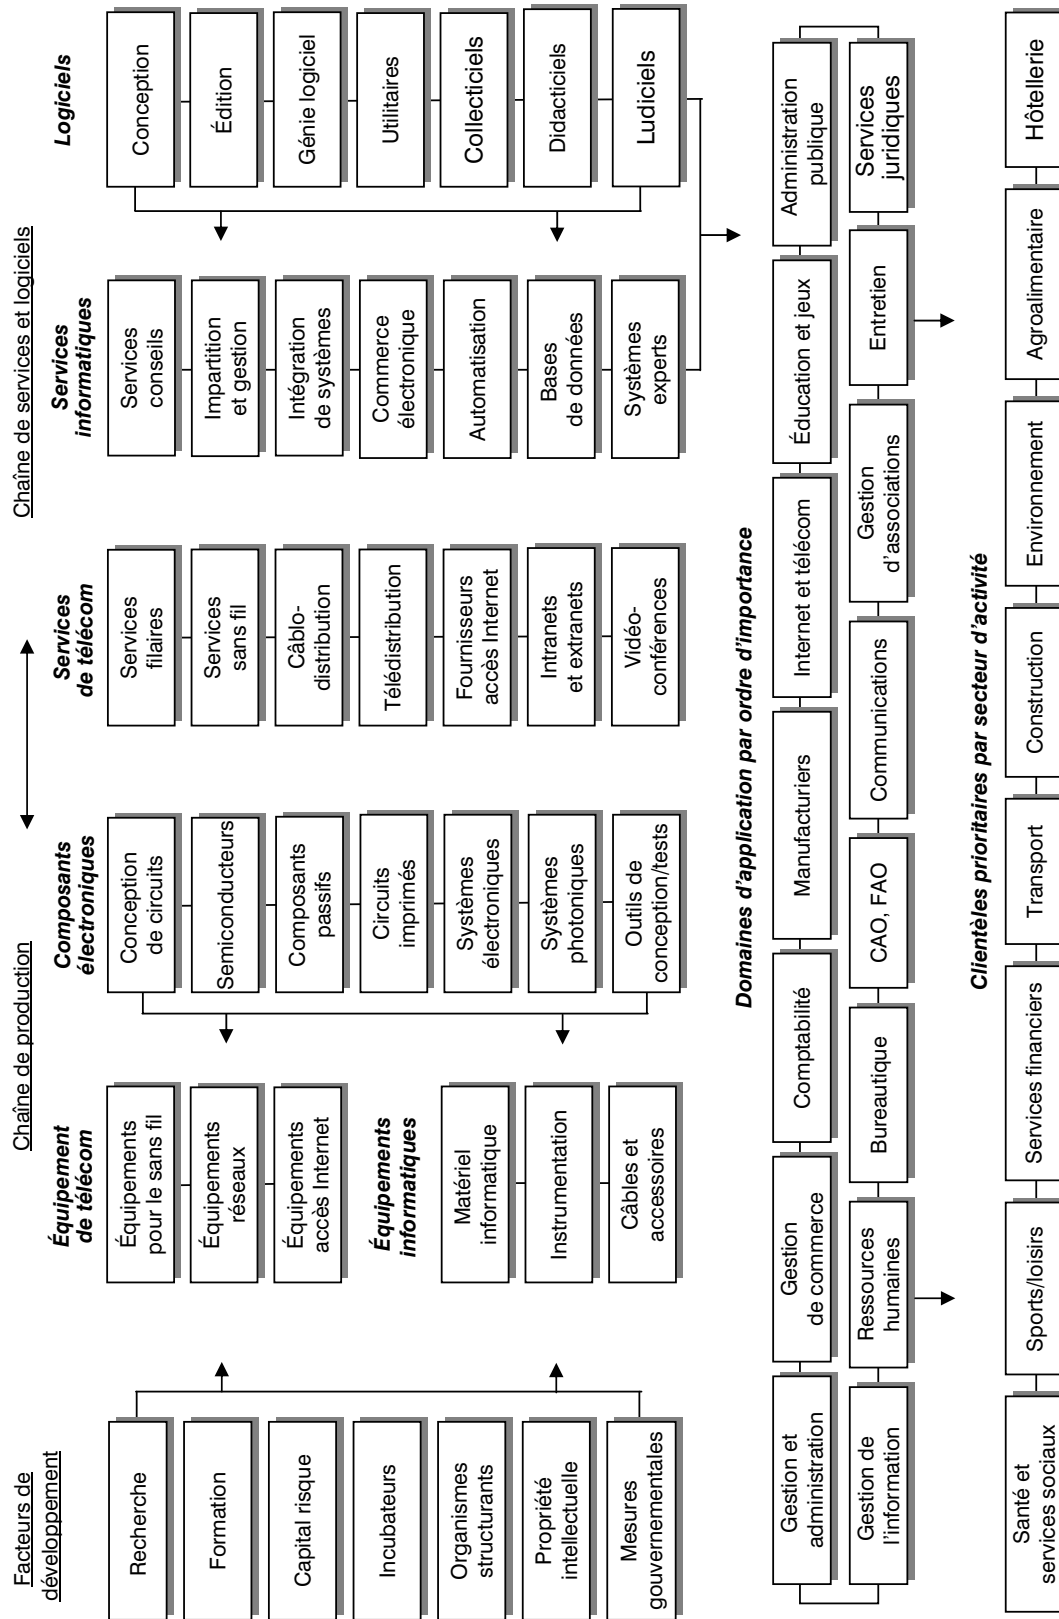 Facteurs de
développement
Recherche
Formation
Capital risque
Incubateurs
Organismes
structurants
Propriété
intellectuelle
Mesures
gouvernementales
Chaîne de production
Équipement
de télécom
Équipements
pour le sans fil
Équipements
réseaux
Équipements
accès Internet
Équipements
informatiques
Matériel
informatique
Instrumentation
Câbles et
accessoires
Composants
électroniques
Conception
de circuits
Semiconducteurs
Composants
passifs
Circuits
imprimés
Systèmes
électroniques
Systèmes
photoniques
Outils de
conception/tests
Chaîne de services et logiciels
Services
de télécom
Services
filaires
Services
sans fil
Câblo-
distribution
Télédistribution
Fournisseurs
accès Internet
Intranets
et extranets
Vidéo-
conférences
Services
informatiques
Services
conseils
Impartition
et gestion
Intégration
de systèmes
Commerce
électronique
Automatisation
Bases
de données
Systèmes
experts
Logiciels
Conception
Édition
Génie logiciel
Utilitaires
Collecticiels
Didacticiels
Ludiciels
Domaines d'application par ordre d'importance
Gestion et
administration
Gestion
de commerce
Comptabilité
Manufacturiers
Internet et télécom
Éducation et jeux
Administration
publique
Gestion de
l'information
Ressources
humaines
Bureautique
CAO, FAO
Communications
Gestion
d'associations
Entretien
Services
juridiques
Clientèles prioritaires par secteur d'activité
Santé et
services sociaux
Sports/loisirs
Services financiers
Transport
Construction
Environnement
Agroalimentaire
Hôtellerie